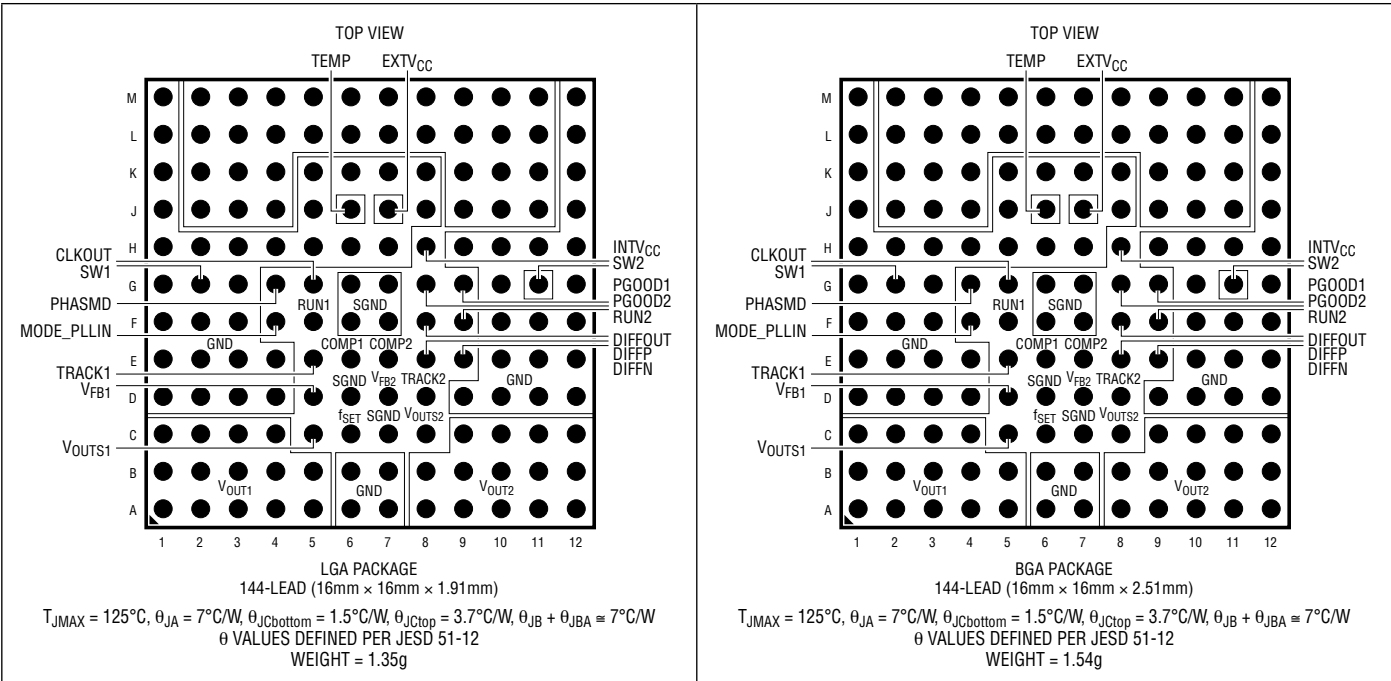 TOP VIEW
TEMP EXTVCC
M
L
K
J
H
CLKOUT INTVCC
SW1 SW2
G
RUN1 SGND PGOOD1
PHASMD PGOOD2
F RUN2
MODE_PLLIN
GND COMP1 COMP2 DIFFOUT
E DIFFP
TRACK1 DIFFN
SGND VFB2 TRACK2 GND
VFB1
D
fSET SGND VOUTS2
C
VOUTS1
B
VOUT1 GND VOUT2
A
1 2 3 4 5 6 7 8 9 10 11 12
LGA PACKAGE
144-LEAD (16mm × 16mm × 1.91mm)
TJMAX = 125°C, θJA = 7°C/W, θJCbottom = 1.5°C/W, θJCtop = 3.7°C/W, θJB + θJBA ≅ 7°C/W
θ VALUES DEFINED PER JESD 51-12
WEIGHT = 1.35g
TOP VIEW
TEMP EXTVCC
M
L
K
J
H
CLKOUT INTVCC
SW1 SW2
G
RUN1 SGND PGOOD1
PHASMD PGOOD2
F RUN2
MODE_PLLIN
GND COMP1 COMP2 DIFFOUT
E DIFFP
TRACK1 DIFFN
SGND VFB2 TRACK2 GND
VFB1
D
fSET SGND VOUTS2
C
VOUTS1
B
VOUT1 GND VOUT2
A
1 2 3 4 5 6 7 8 9 10 11 12
BGA PACKAGE
144-LEAD (16mm × 16mm × 2.51mm)
TJMAX = 125°C, θJA = 7°C/W, θJCbottom = 1.5°C/W, θJCtop = 3.7°C/W, θJB + θJBA ≅ 7°C/W
θ VALUES DEFINED PER JESD 51-12
WEIGHT = 1.54g